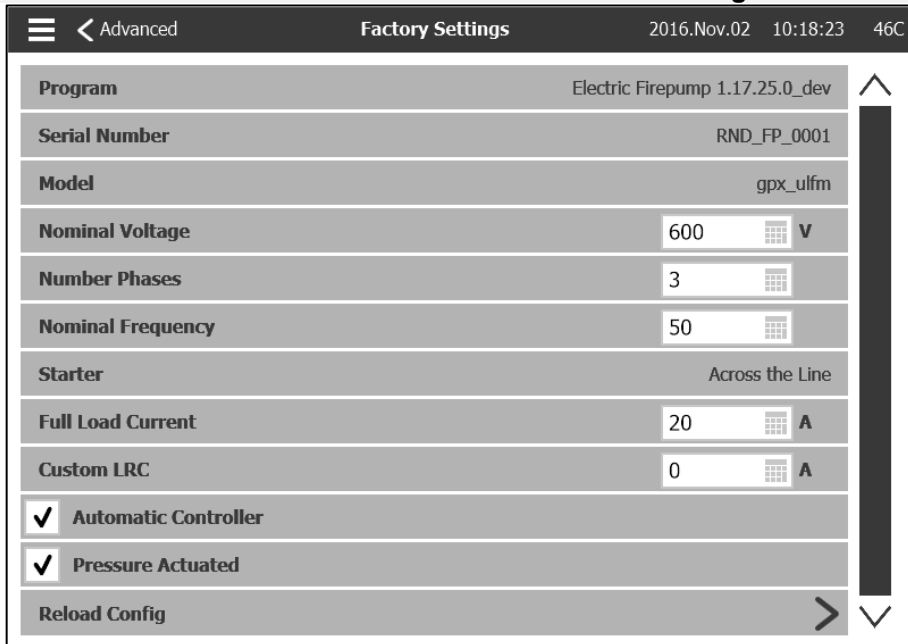 Advanced Factory Settings 2016.Nov.02 10:18:23 46C
Program Electric Firepump 1.17.25.0_dev
Serial Number RND_FP_0001
Model gpx_ulfm
Nominal Voltage 600 V
Number Phases 3
Nominal Frequency 50
Starter Across the Line
Full Load Current 20 A
Custom LRC 0 A
Automatic Controller
Pressure Actuated
Reload Config